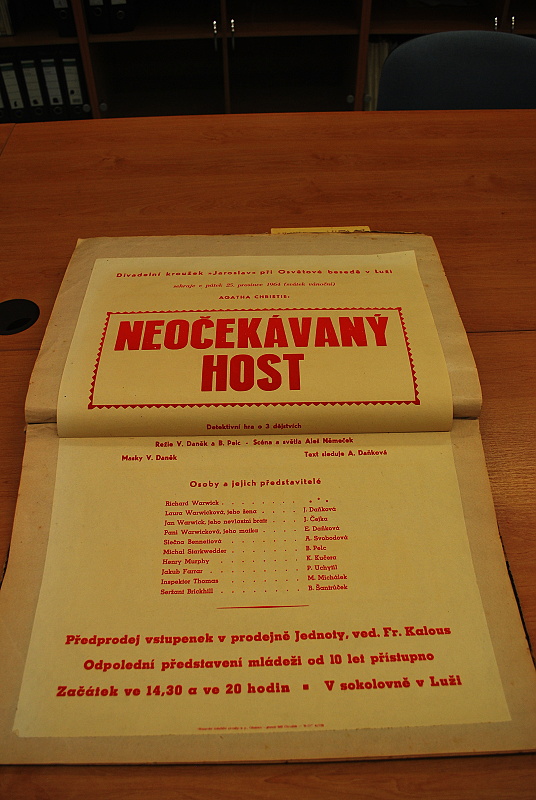 Divadelní kroužek »Jaroslav« při Osvětové besedě v Luži
sehraje v pátek 25. prosince 1964 (svátek vánoční)
AGATHA CHRISTIE:
NEOČEKÁVANÝ
HOST
Detektivní hra o 3 dějstvích
Režie V. Daněk a B. Pelc - Scéna a světla Aleš Němeček
Masky V. Daněk Text sleduje A. Daňková
Osoby a jejich představitelé
Richard Warwick . . . . . . . . * * *
Laura Warwicková, jeho žena . . . . . J. Daňková
Jan Warwick, jeho nevlastní bratr . . . . J. Čejka
Paní Warwicková, jeho matka . . . . . E. Daňková
Slečna Bennettová . . . . . . . . A. Svobodová
Michal Starkwedder . . . . . . . . B. Pelc
Henry Murphy . . . . . . . . . K. Kučera
Jakub Farrar . . . . . . . . . P. Uchytil
Inspektor Thomas . . . . . . . . M. Michálek
Seržant Brickhill . . . . . . . . B. Šantrůček
Předprodej vstupenek v prodejně Jednoty, ved. Fr. Kalous
Odpolední představení mládeži od 10 let přístupno
Začátek ve 14,30 a ve 20 hodin ▪ V sokolovně v Luži